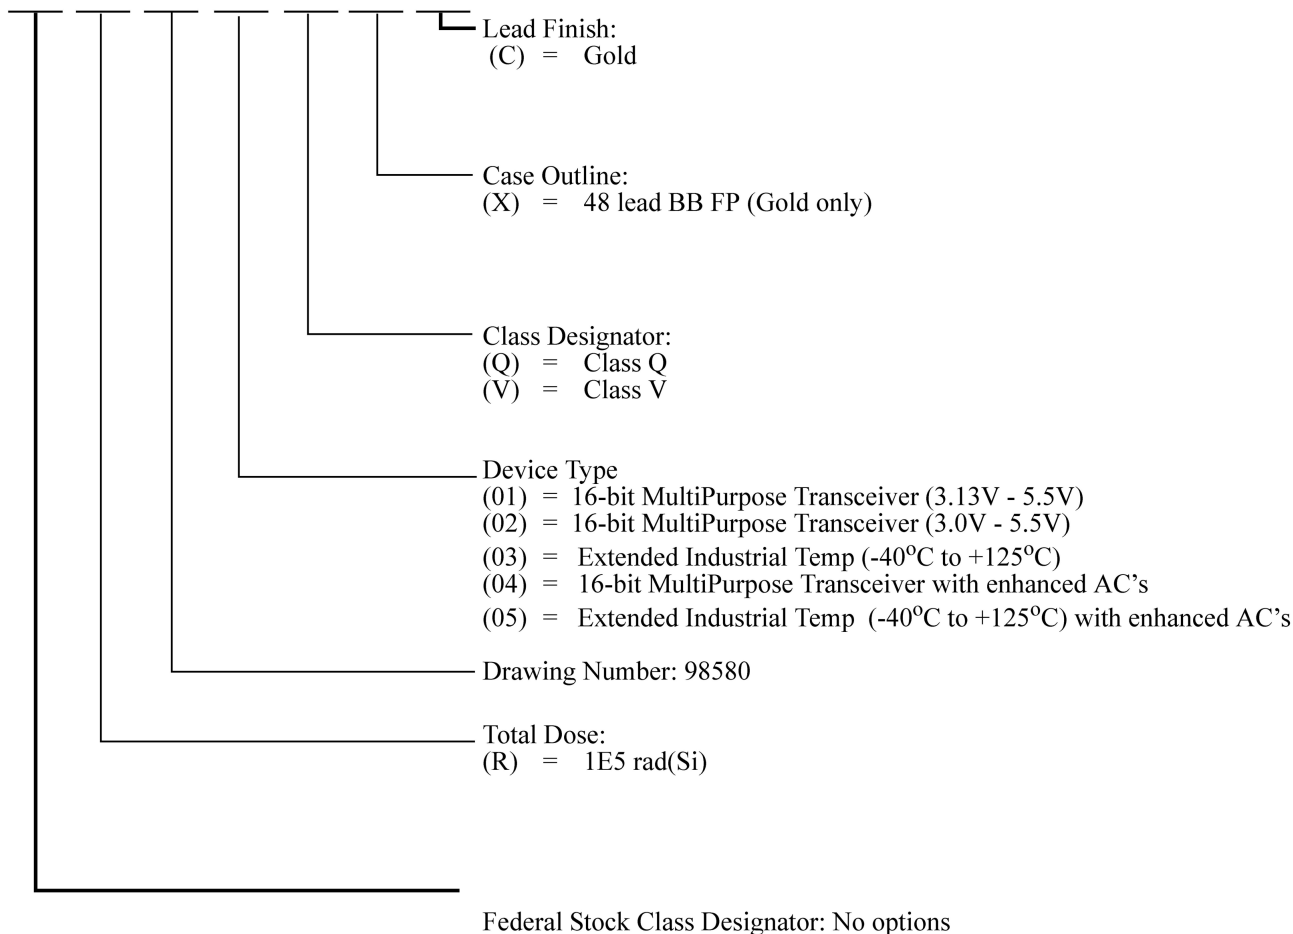 Lead Finish:
(C) = Gold
Case Outline:
(X) = 48 lead BB FP (Gold only)
Class Designator:
(Q) = Class Q
(V) = Class V
Device Type
(01) = 16-bit MultiPurpose Transceiver (3.13V - 5.5V)
(02) = 16-bit MultiPurpose Transceiver (3.0V - 5.5V)
(03) = Extended Industrial Temp (-40°C to +125°C)
(04) = 16-bit MultiPurpose Transceiver with enhanced AC's
(05) = Extended Industrial Temp (-40°C to +125°C) with enhanced AC's
Drawing Number: 98580
Total Dose:
(R) = 1E5 rad(Si)
Federal Stock Class Designator: No options